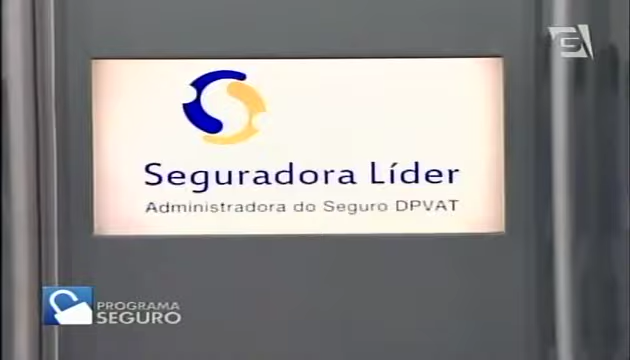 Seguradora Líder
Administradora do Seguro DPVAT
PROGRAMA
SEGURO